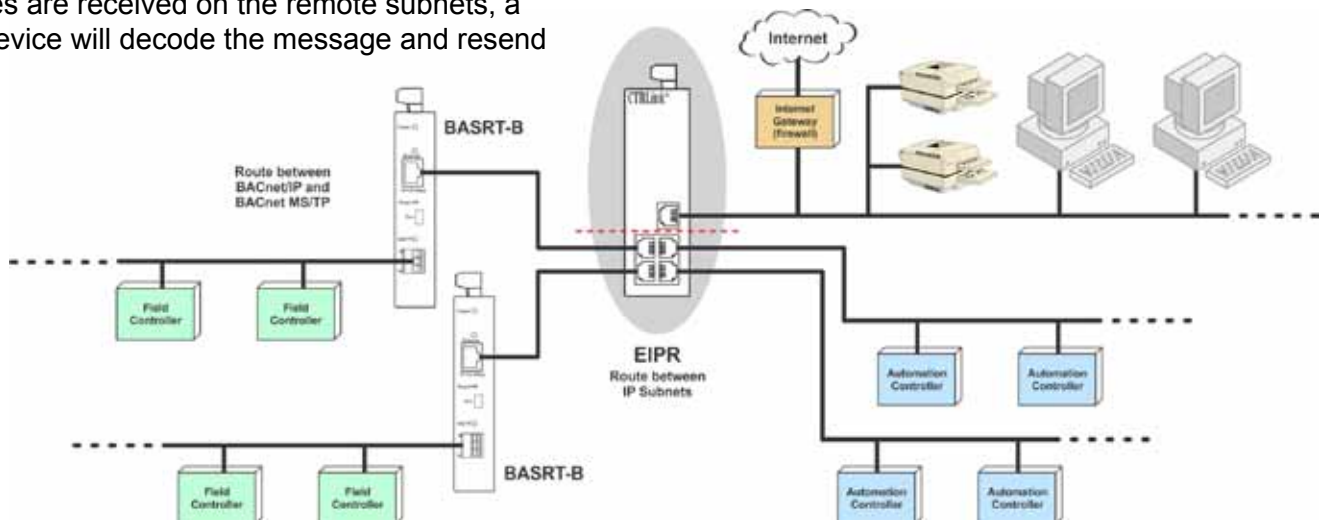 es are received on the remote subnets, a
evice will decode the message and resend
Internet
CTRLink
Internet
Gateway
(firewall)
BASRT-B
Route between
BACnet/IP and
BACnet MS/TP
Field
Controller
Field
Controller
EIPR
Route between
IP Subnets
Automation
Controller
Automation
Controller
BASRT-B
Field
Controller
Field
Controller
Automation
Controller
Automation
Controller